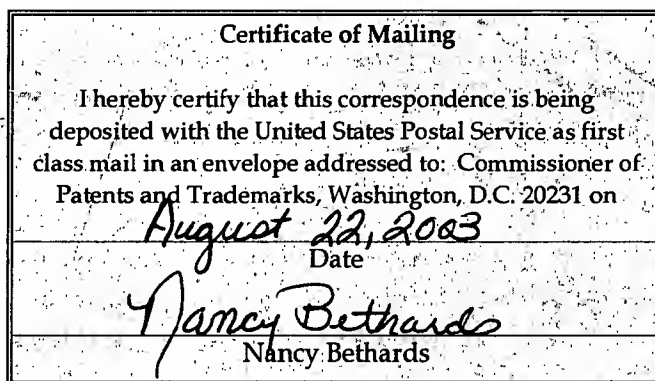 Certificate of Mailing
I hereby certify that this correspondence is being
deposited with the United States Postal Service as first
class mail in an envelope addressed to: Commissioner of
Patents and Trademarks, Washington, D.C. 20231 on
August 22, 2003
Date
Nancy Bethards
Nancy Bethards